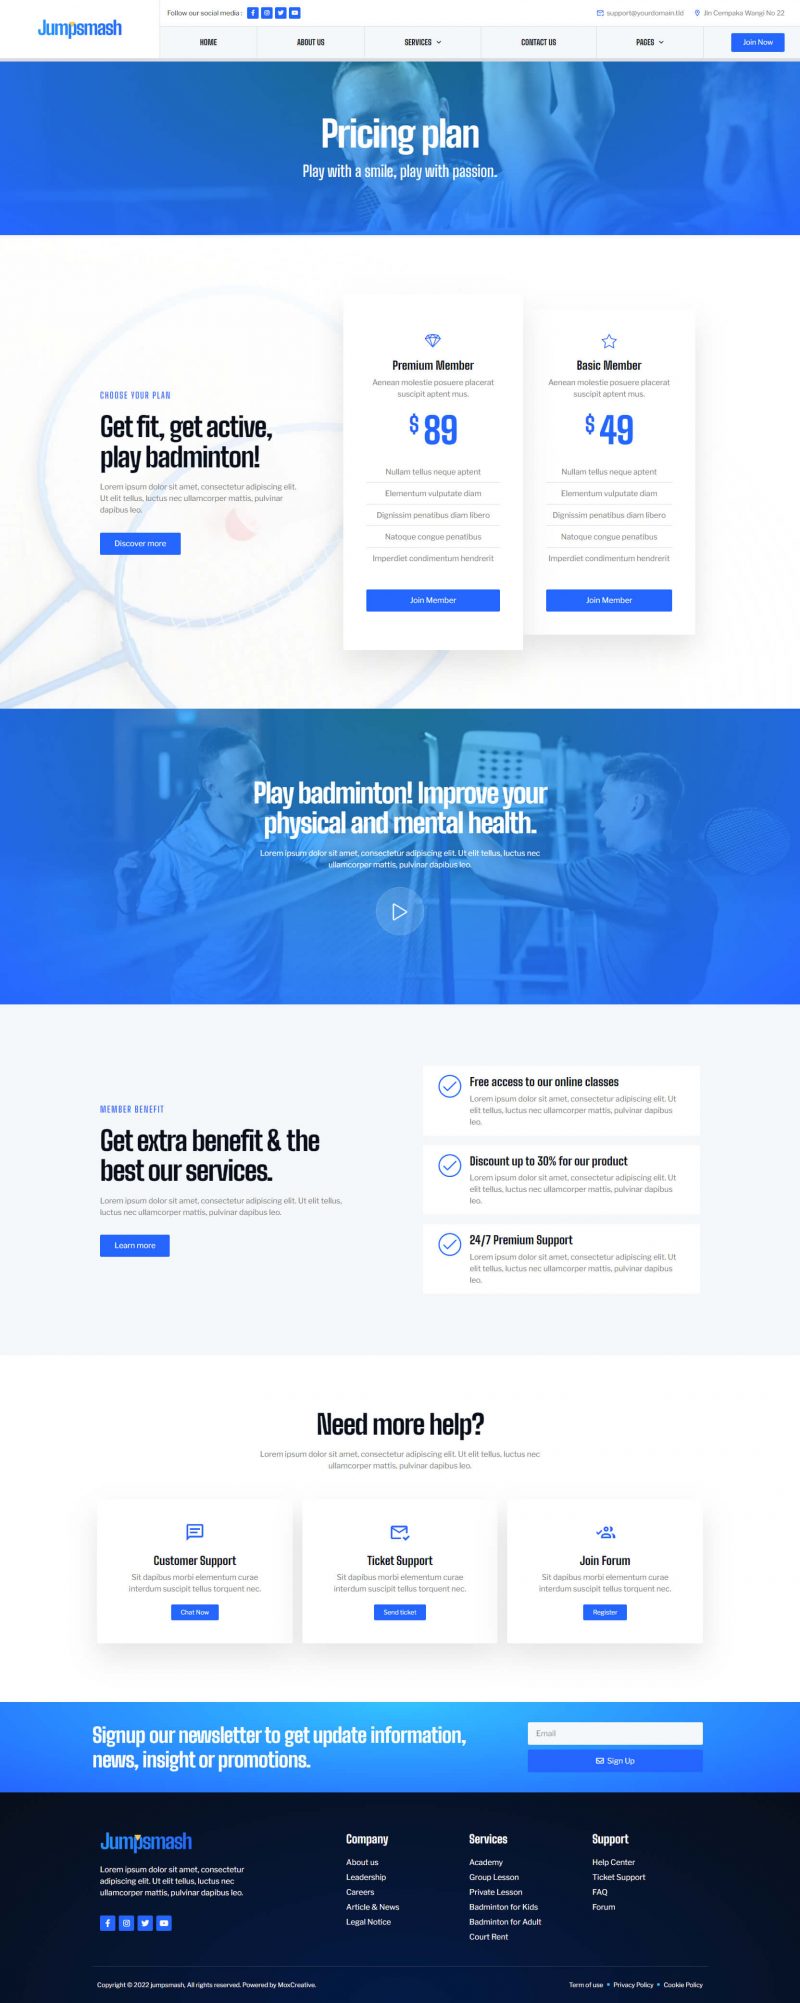 Jumpsmash
Follow our social media :
support@yourdomain.tld
Jln Cempaka Wangi No 22
HOME
ABOUT US
SERVICES
CONTACT US
PAGES
Join Now
Pricing plan
Play with a smile, play with passion.
CHOOSE YOUR PLAN
Get fit, get active,
play badminton!
Lorem ipsum dolor sit amet, consectetur adipiscing elit.
Ut elit tellus, luctus nec ullamcorper mattis, pulvinar
dapibus leo.
Discover more
Premium Member
Aenean molestie posuere placerat
suscipit aptent mus.
$ 89
Nullam tellus neque aptent
Elementum vulputate diam
Dignissim penatibus diam libero
Natoque congue penatibus
Imperdiet condimentum hendrerit
Join Member
Basic Member
Aenean molestie posuere placerat
suscipit aptent mus.
$ 49
Nullam tellus neque aptent
Elementum vulputate diam
Dignissim penatibus diam libero
Natoque congue penatibus
Imperdiet condimentum hendrerit
Join Member
Play badminton! Improve your
physical and mental health.
Lorem ipsum dolor sit amet, consectetur adipiscing elit. Ut elit tellus, luctus nec
ullamcorper mattis, pulvinar dapibus leo.
MEMBER BENEFIT
Get extra benefit & the
best our services.
Lorem ipsum dolor sit amet, consectetur adipiscing elit. Ut elit tellus,
luctus nec ullamcorper mattis, pulvinar dapibus leo.
Learn more
Free access to our online classes
Lorem ipsum dolor sit amet, consectetur adipiscing elit. Ut
elit tellus, luctus nec ullamcorper mattis, pulvinar dapibus
leo.
Discount up to 30% for our product
Lorem ipsum dolor sit amet, consectetur adipiscing elit. Ut
elit tellus, luctus nec ullamcorper mattis, pulvinar dapibus
leo.
24/7 Premium Support
Lorem ipsum dolor sit amet, consectetur adipiscing elit. Ut
elit tellus, luctus nec ullamcorper mattis, pulvinar dapibus
leo.
Need more help?
Lorem ipsum dolor sit amet, consectetur adipiscing elit. Ut elit tellus, luctus nec
ullamcorper mattis, pulvinar dapibus leo.
Customer Support
Sit dapibus morbi elementum curae
interdum suscipit tellus torquent nec.
Chat Now
Ticket Support
Sit dapibus morbi elementum curae
interdum suscipit tellus torquent nec.
Send ticket
Join Forum
Sit dapibus morbi elementum curae
interdum suscipit tellus torquent nec.
Register
Signup our newsletter to get update information,
news, insight or promotions.
Email
Sign Up
Jumpsmash
Lorem ipsum dolor sit amet, consectetur
adipiscing elit. Ut elit tellus, luctus nec
ullamcorper mattis, pulvinar dapibus leo.
Company
About us
Leadership
Careers
Article & News
Legal Notice
Services
Academy
Group Lesson
Private Lesson
Badminton for Kids
Badminton for Adult
Court Rent
Support
Help Center
Ticket Support
FAQ
Forum
Copyright © 2022 jumpsmash, All rights reserved. Powered by MoxCreative.
Term of use
Privacy Policy
Cookie Policy